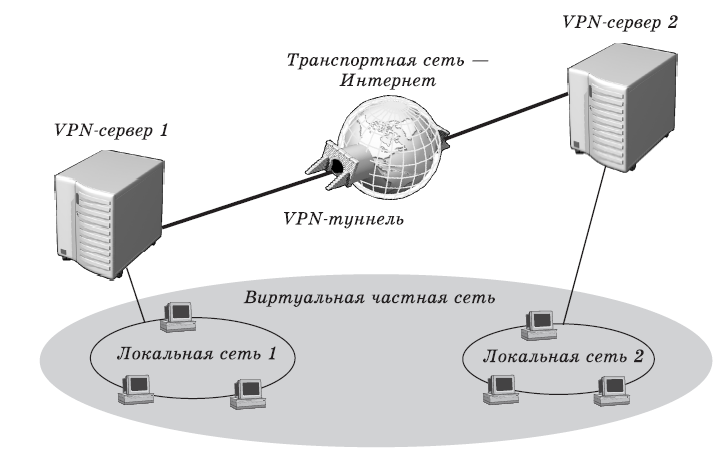 VPN-сервер 2
Транспортная сеть —
Интернет
VPN-сервер 1
VPN-туннель
Виртуальная частная сеть
Локальная сеть 1
Локальная сеть 2